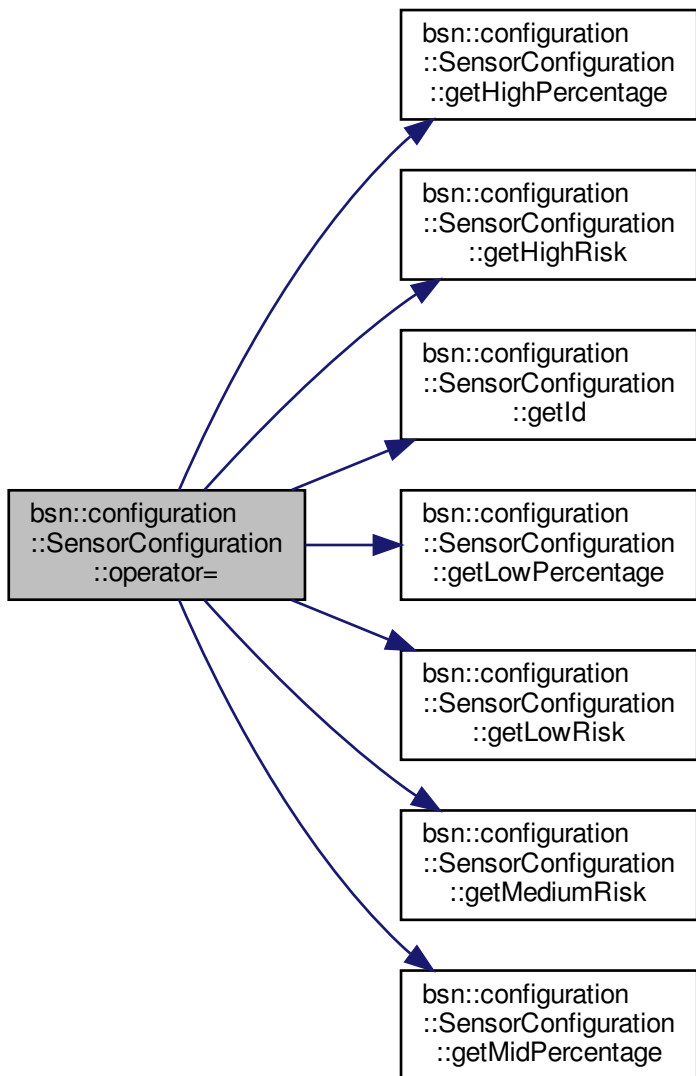 bsn::configuration
::SensorConfiguration
::getHighPercentage
bsn::configuration
::SensorConfiguration
::getHighRisk
bsn::configuration
::SensorConfiguration
::getId
bsn::configuration
::SensorConfiguration
::operator=
bsn::configuration
::SensorConfiguration
::getLowPercentage
bsn::configuration
::SensorConfiguration
::getLowRisk
bsn::configuration
::SensorConfiguration
::getMediumRisk
bsn::configuration
::SensorConfiguration
::getMidPercentage